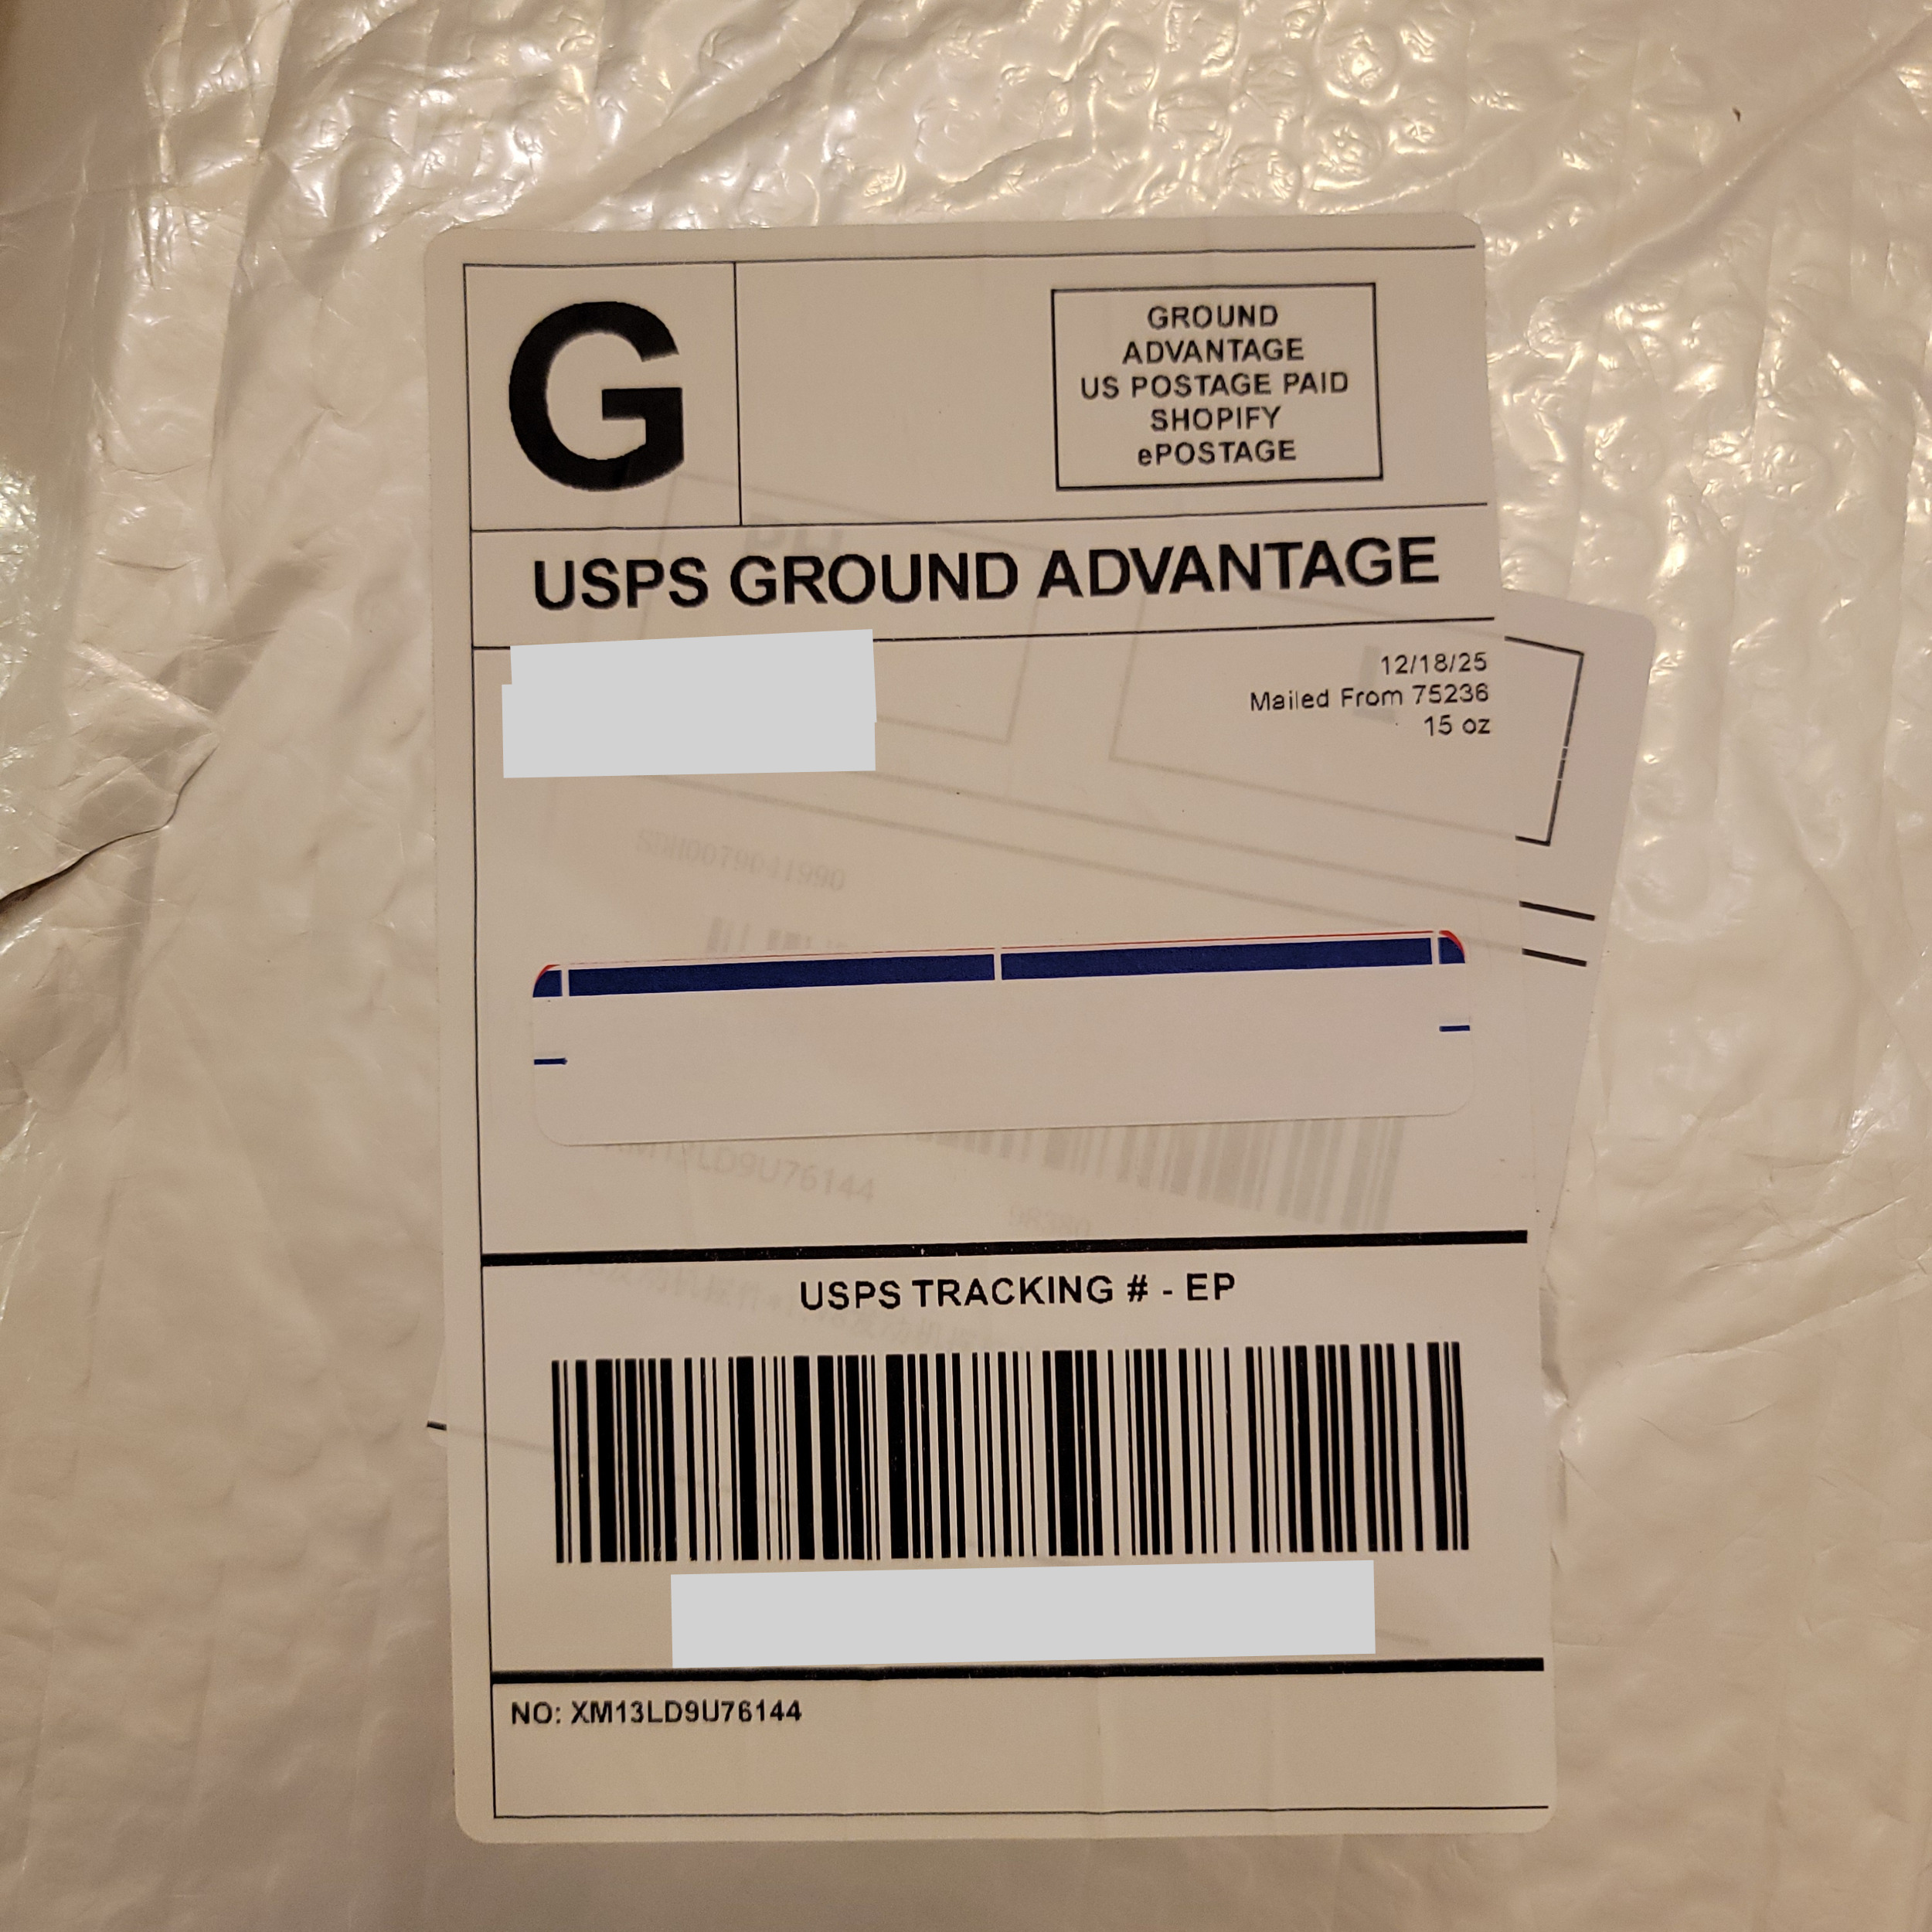 G
GROUND
ADVANTAGE
US POSTAGE PAID
SHOPIFY
ePOSTAGE
USPS GROUND ADVANTAGE
12/18/25
Mailed From 75236
15 oz
98380
USPS TRACKING # - EP
NO: XM13LD9U76144